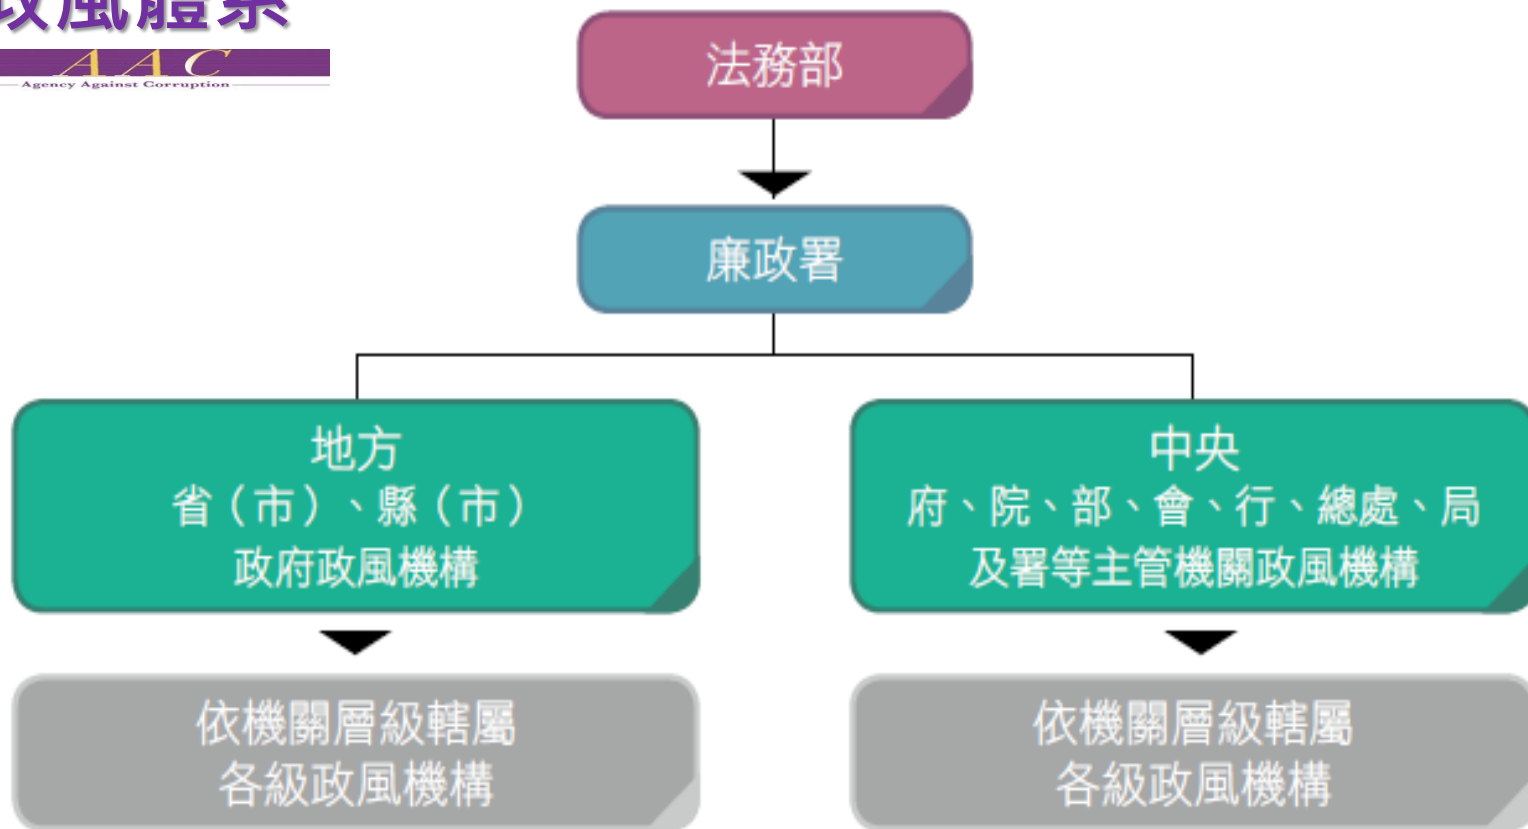 政風體系
AAC
Agency Against Corruption
法務部
廉政署
地方
省（市）、縣（市）
政府政風機構
中央
府、院、部、會、行、總處、局
及署等主管機關政風機構
依機關層級轄屬
各級政風機構
依機關層級轄屬
各級政風機構